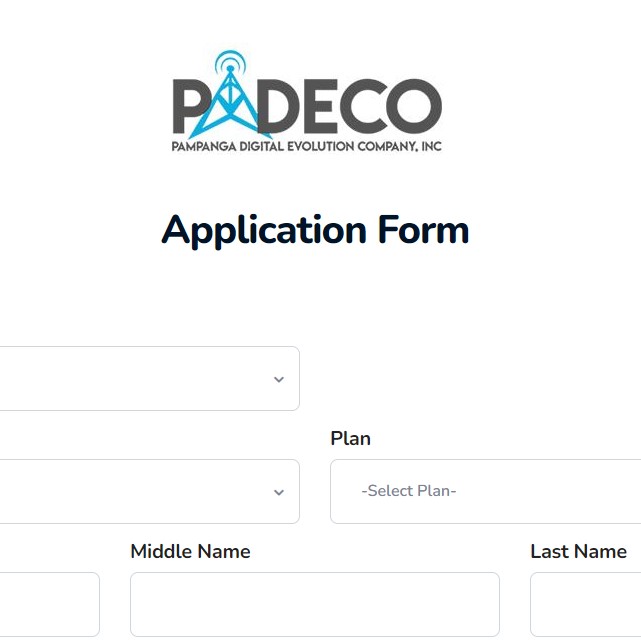 PADECO
PAMPANGA DIGITAL EVOLUTION COMPANY, INC
Application Form
Plan
-Select Plan-
Middle Name
Last Name